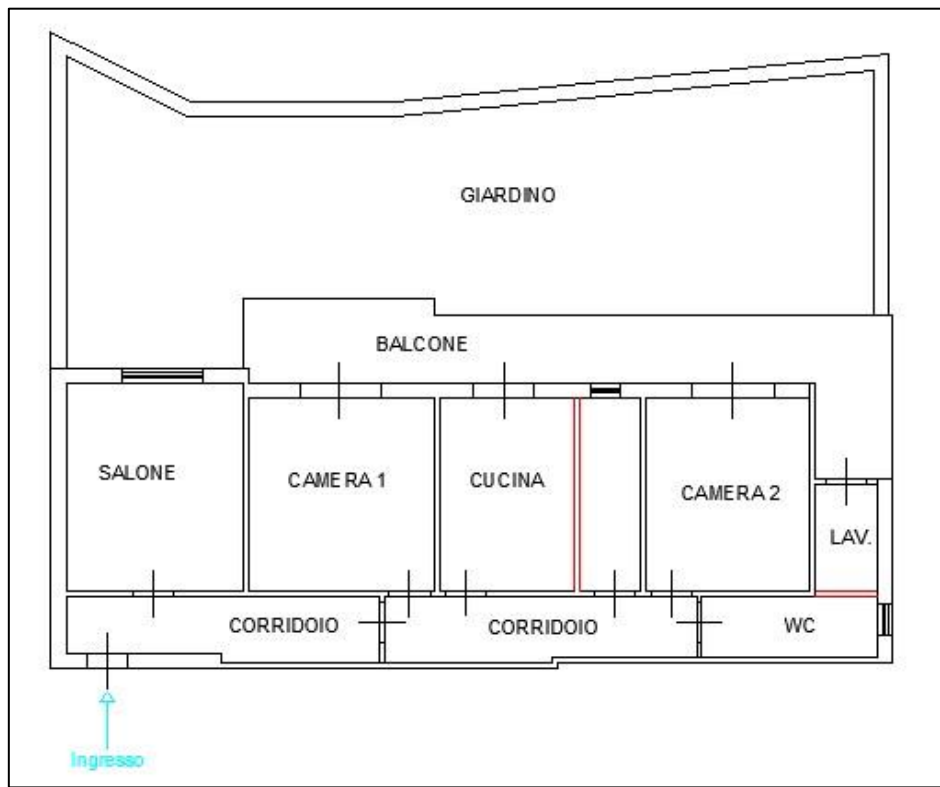 GIARDINO
BALCONE
SALONE
CAMERA 1
CUCINA
CAMERA 2
LAV.
CORRIDOIO
CORRIDOIO
WC
Ingresso